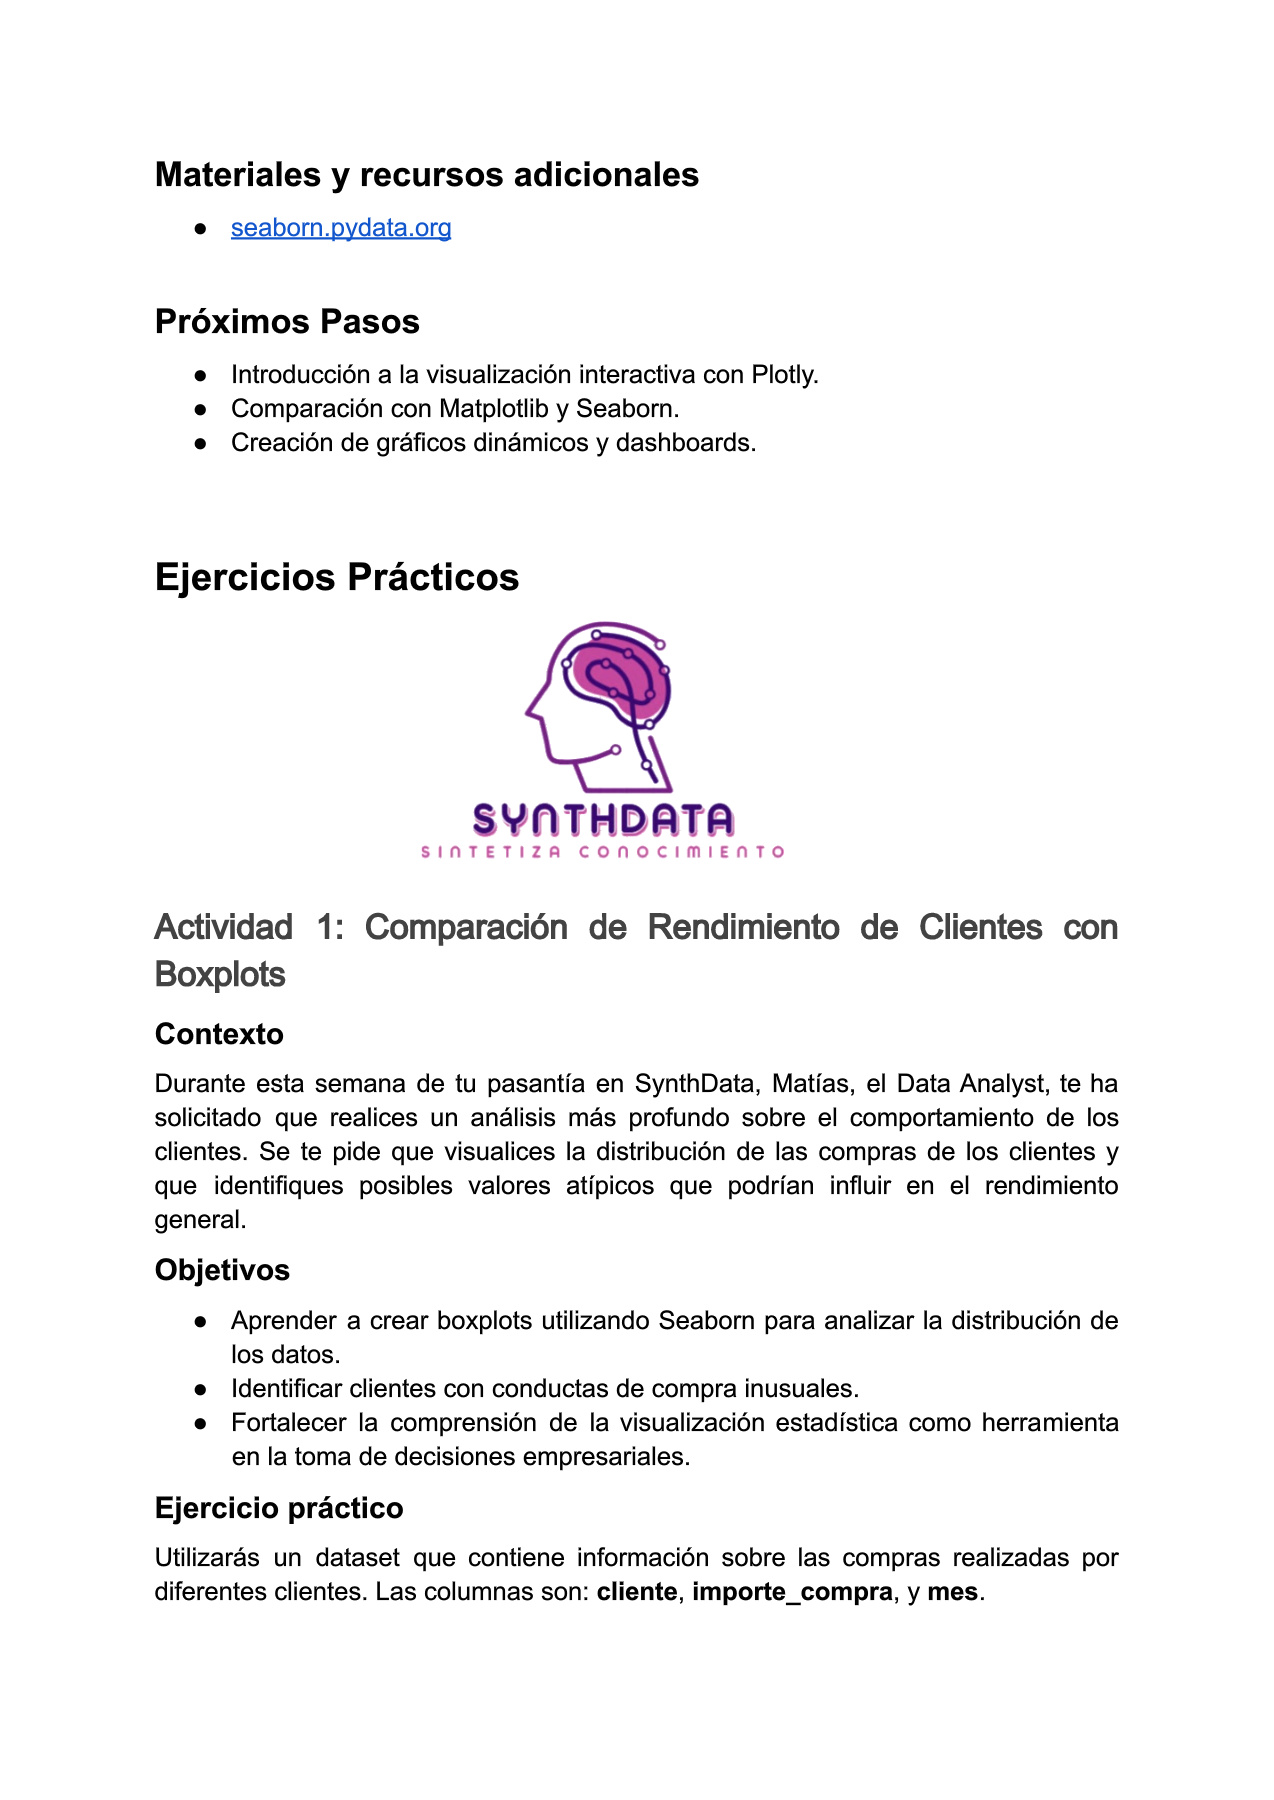 Materiales y recursos adicionales
● seaborn.pydata.org
Próximos Pasos
● Introducción a la visualización interactiva con Plotly.
● Comparación con Matplotlib y Seaborn.
● Creación de gráficos dinámicos y dashboards.
Ejercicios Prácticos
SYNTHDATA
SINTETIZA CONOCIMIENTO
Actividad 1: Comparación de Rendimiento de Clientes con
Boxplots
Contexto
Durante esta semana de tu pasantía en SynthData, Matías, el Data Analyst, te ha
solicitado que realices un análisis más profundo sobre el comportamiento de los
clientes. Se te pide que visualices la distribución de las compras de los clientes y
que identifiques posibles valores atípicos que podrían influir en el rendimiento
general.
Objetivos
● Aprender a crear boxplots utilizando Seaborn para analizar la distribución de
los datos.
● Identificar clientes con conductas de compra inusuales.
● Fortalecer la comprensión de la visualización estadística como herramienta
en la toma de decisiones empresariales.
Ejercicio práctico
Utilizarás un dataset que contiene información sobre las compras realizadas por
diferentes clientes. Las columnas son: cliente, importe_compra, y mes.